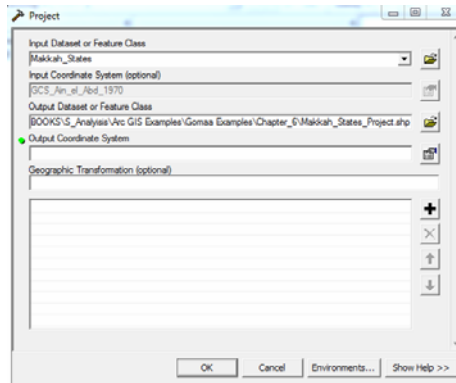 Project
Input Dataset or Feature Class
Makkah_States
Input Coordinate System (optional)
GCS_Ain_el_Abd_1970
Output Dataset or Feature Class
BOOKS\S_Analysis\Arc GIS Examples\Gomaa Examples\Chapter_6\Makkah_States_Project.shp
Output Coordinate System
Geographic Transformation (optional)
OK
Cancel
Environments...
Show Help >>